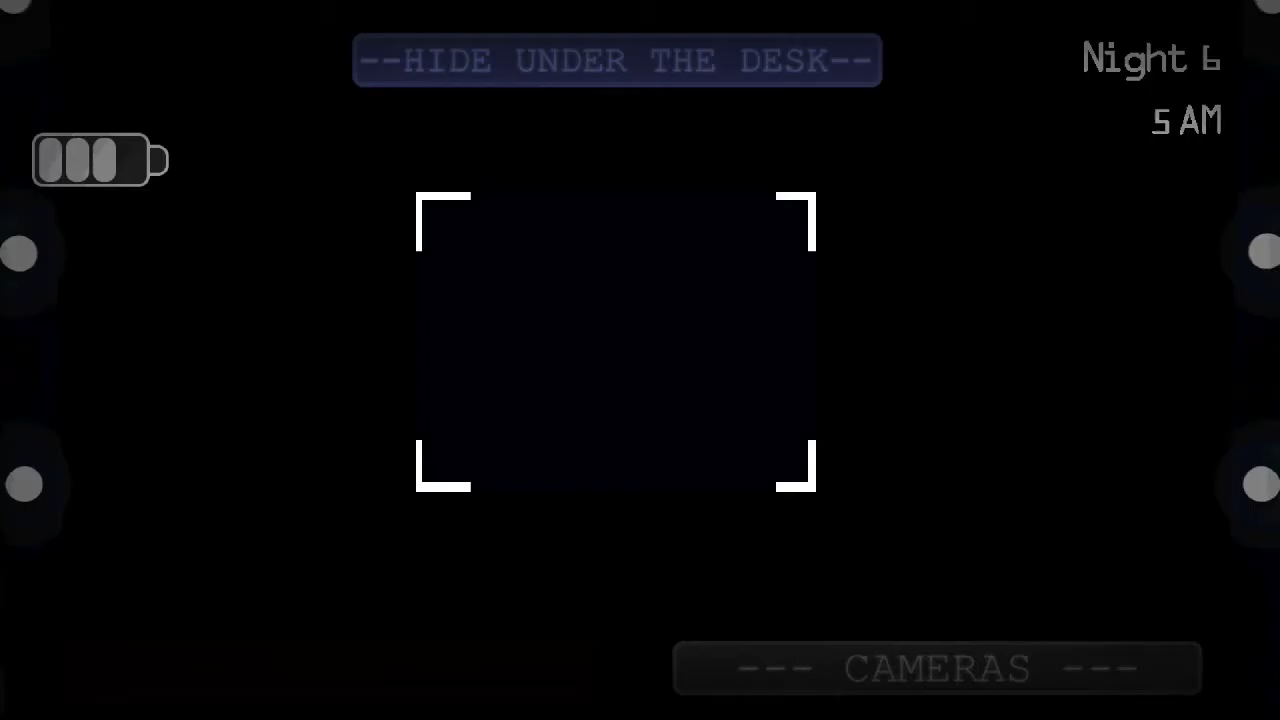 --HIDE UNDER THE DESK--
Night 6
5 AM
--- CAMERAS ---